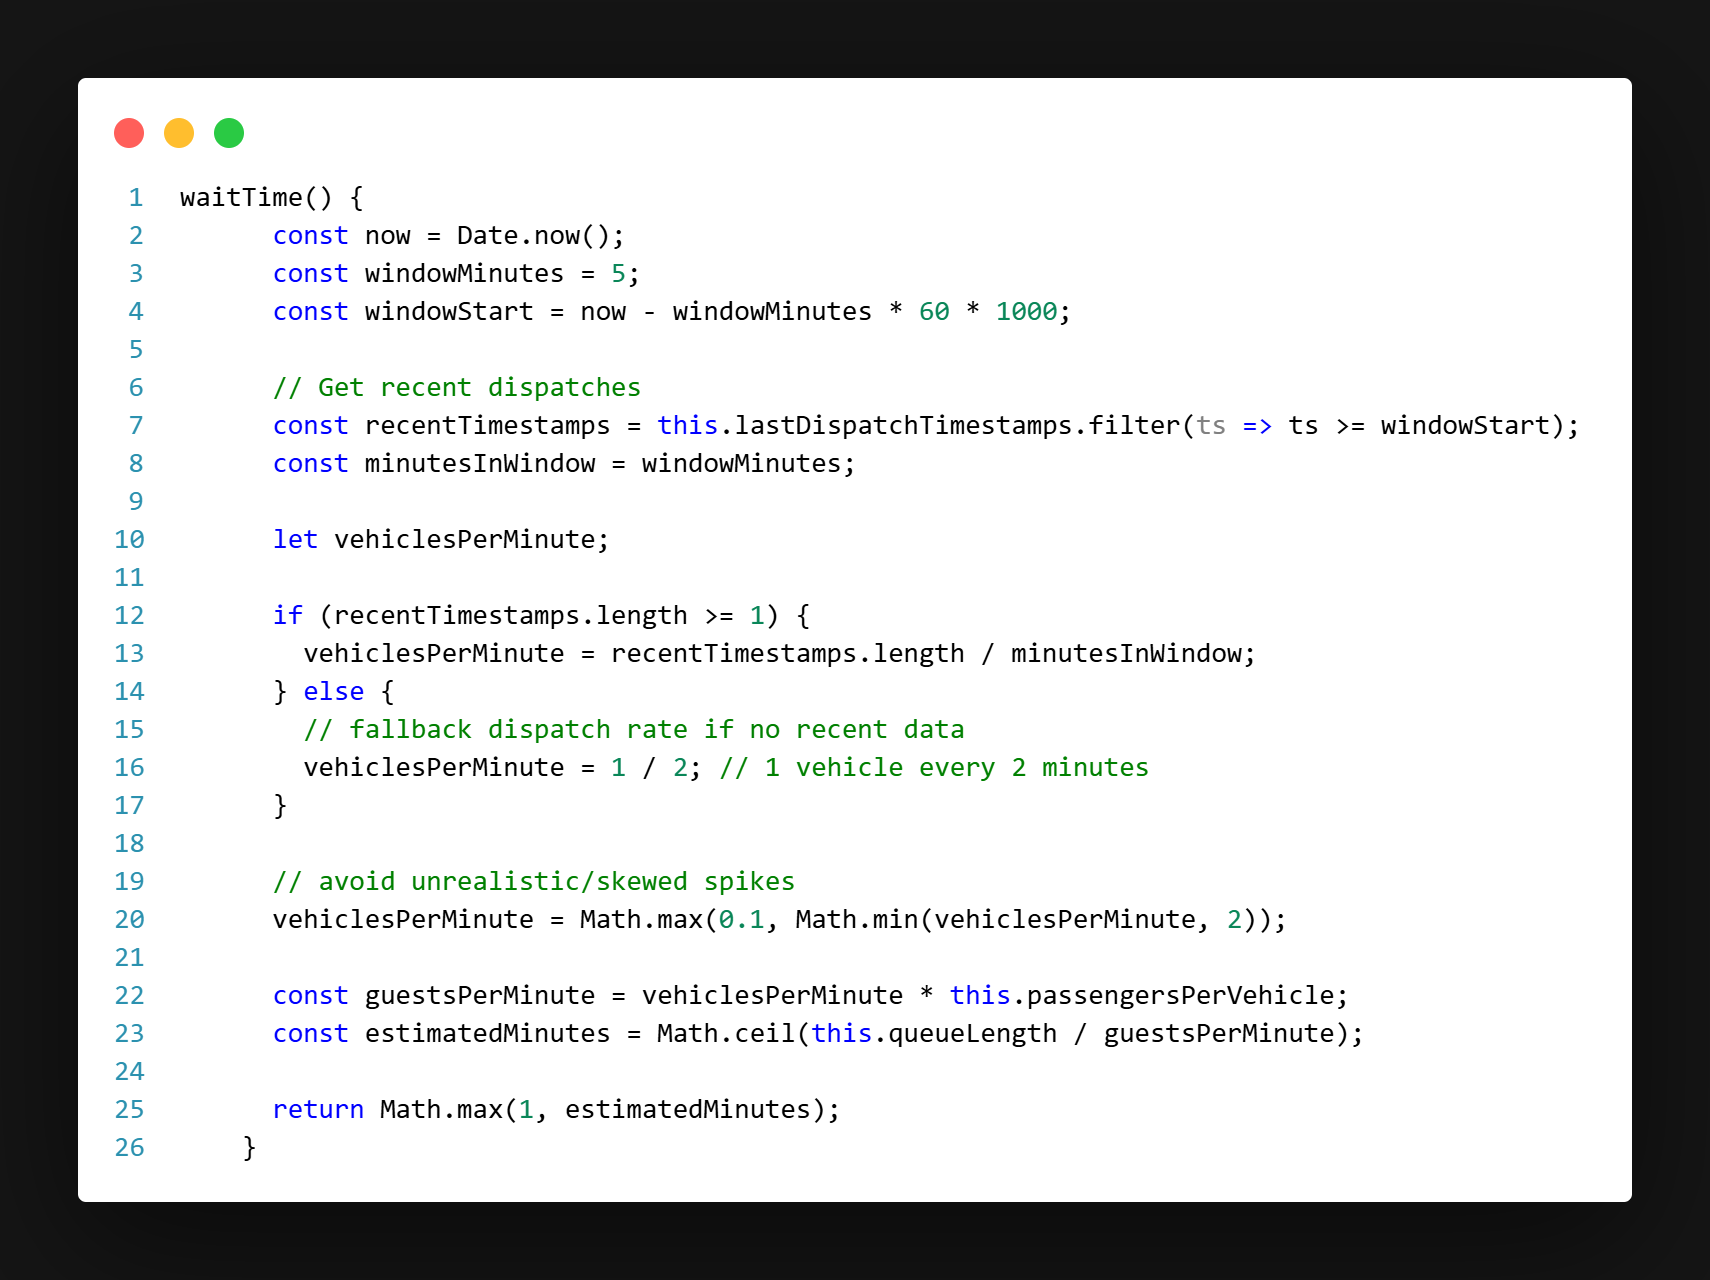 1 waitTime() {
2 const now = Date.now();
3 const windowMinutes = 5;
4 const windowStart = now - windowMinutes * 60 * 1000;
5
6 // Get recent dispatches
7 const recentTimestamps = this.lastDispatchTimestamps.filter(ts => ts >= windowStart);
8 const minutesInWindow = windowMinutes;
9
10 let vehiclesPerMinute;
11
12 if (recentTimestamps.length >= 1) {
13 vehiclesPerMinute = recentTimestamps.length / minutesInWindow;
14 } else {
15 // fallback dispatch rate if no recent data
16 vehiclesPerMinute = 1 / 2; // 1 vehicle every 2 minutes
17 }
18
19 // avoid unrealistic/skewed spikes
20 vehiclesPerMinute = Math.max(0.1, Math.min(vehiclesPerMinute, 2));
21
22 const guestsPerMinute = vehiclesPerMinute * this.passengersPerVehicle;
23 const estimatedMinutes = Math.ceil(this.queueLength / guestsPerMinute);
24
25 return Math.max(1, estimatedMinutes);
26 }